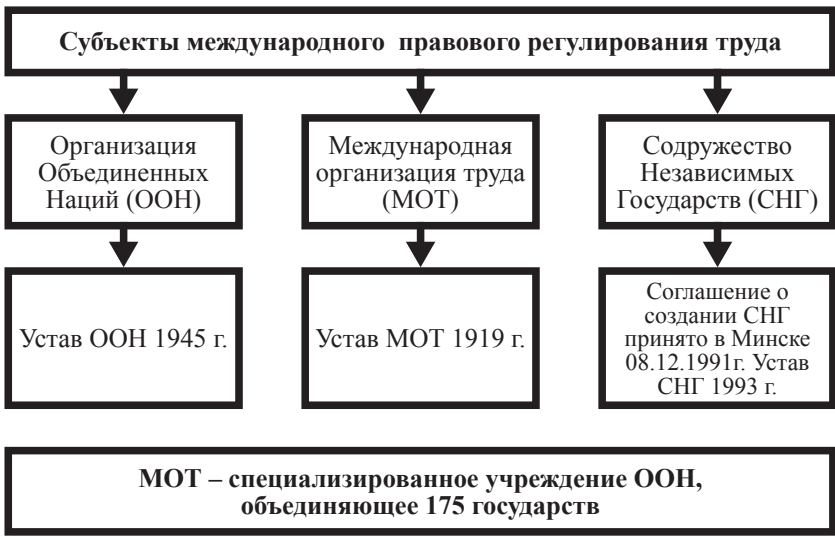 Субъекты международного правового регулирования труда
Организация
Объединенных
Наций (ООН)
Международная
организация труда
(МОТ)
Содружество
Независимых
Государств (СНГ)
Устав ООН 1945 г.
Устав МОТ 1919 г.
Соглашение о
создании СНГ
принято в Минске
08.12.1991г. Устав
СНГ 1993 г.
МОТ – специализированное учреждение ООН,
объединяющее 175 государств